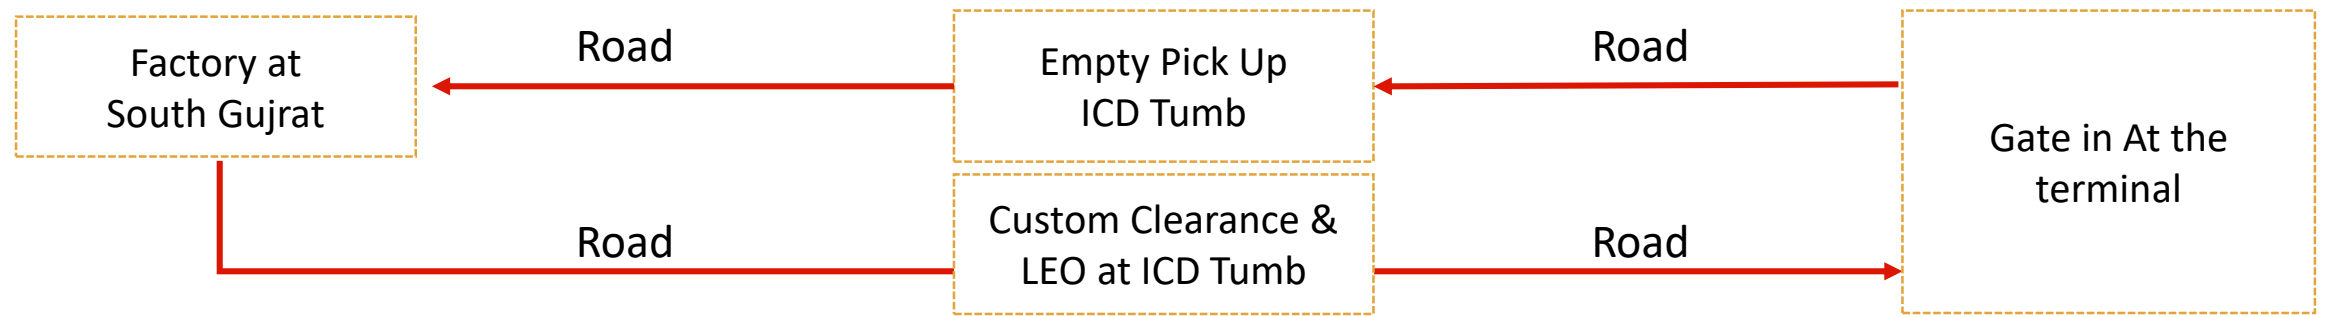 Factory at
South Gujrat
Road
Empty Pick Up
ICD Tumb
Road
Gate in At the
terminal
Road
Custom Clearance &
LEO at ICD Tumb
Road